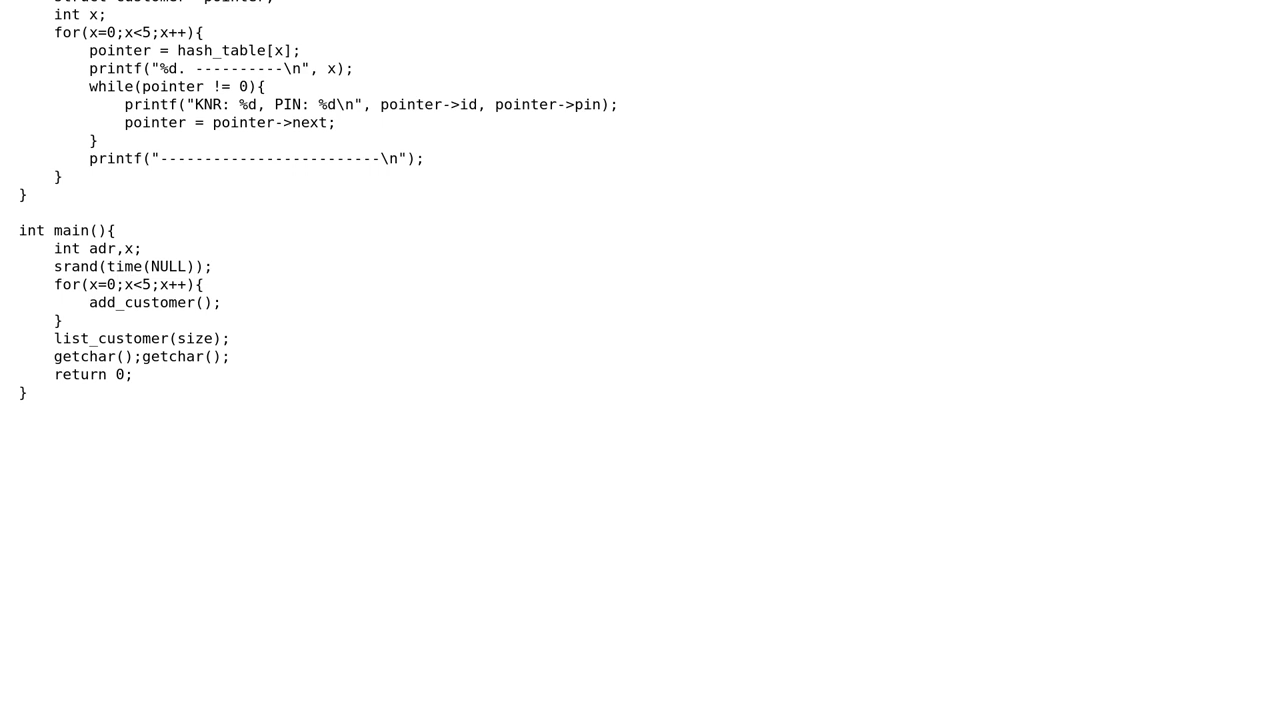 int x;
for(x=0;x<5;x++){
pointer = hash_table[x];
printf("%d. ----------\n", x);
while(pointer != 0){
printf("KNR: %d, PIN: %d\n", pointer->id, pointer->pin);
pointer = pointer->next;
}
printf("-------------------------\n");
}
}
int main(){
int adr,x;
srand(time(NULL));
for(x=0;x<5;x++){
add_customer();
}
list_customer(size);
getchar();getchar();
return 0;
}